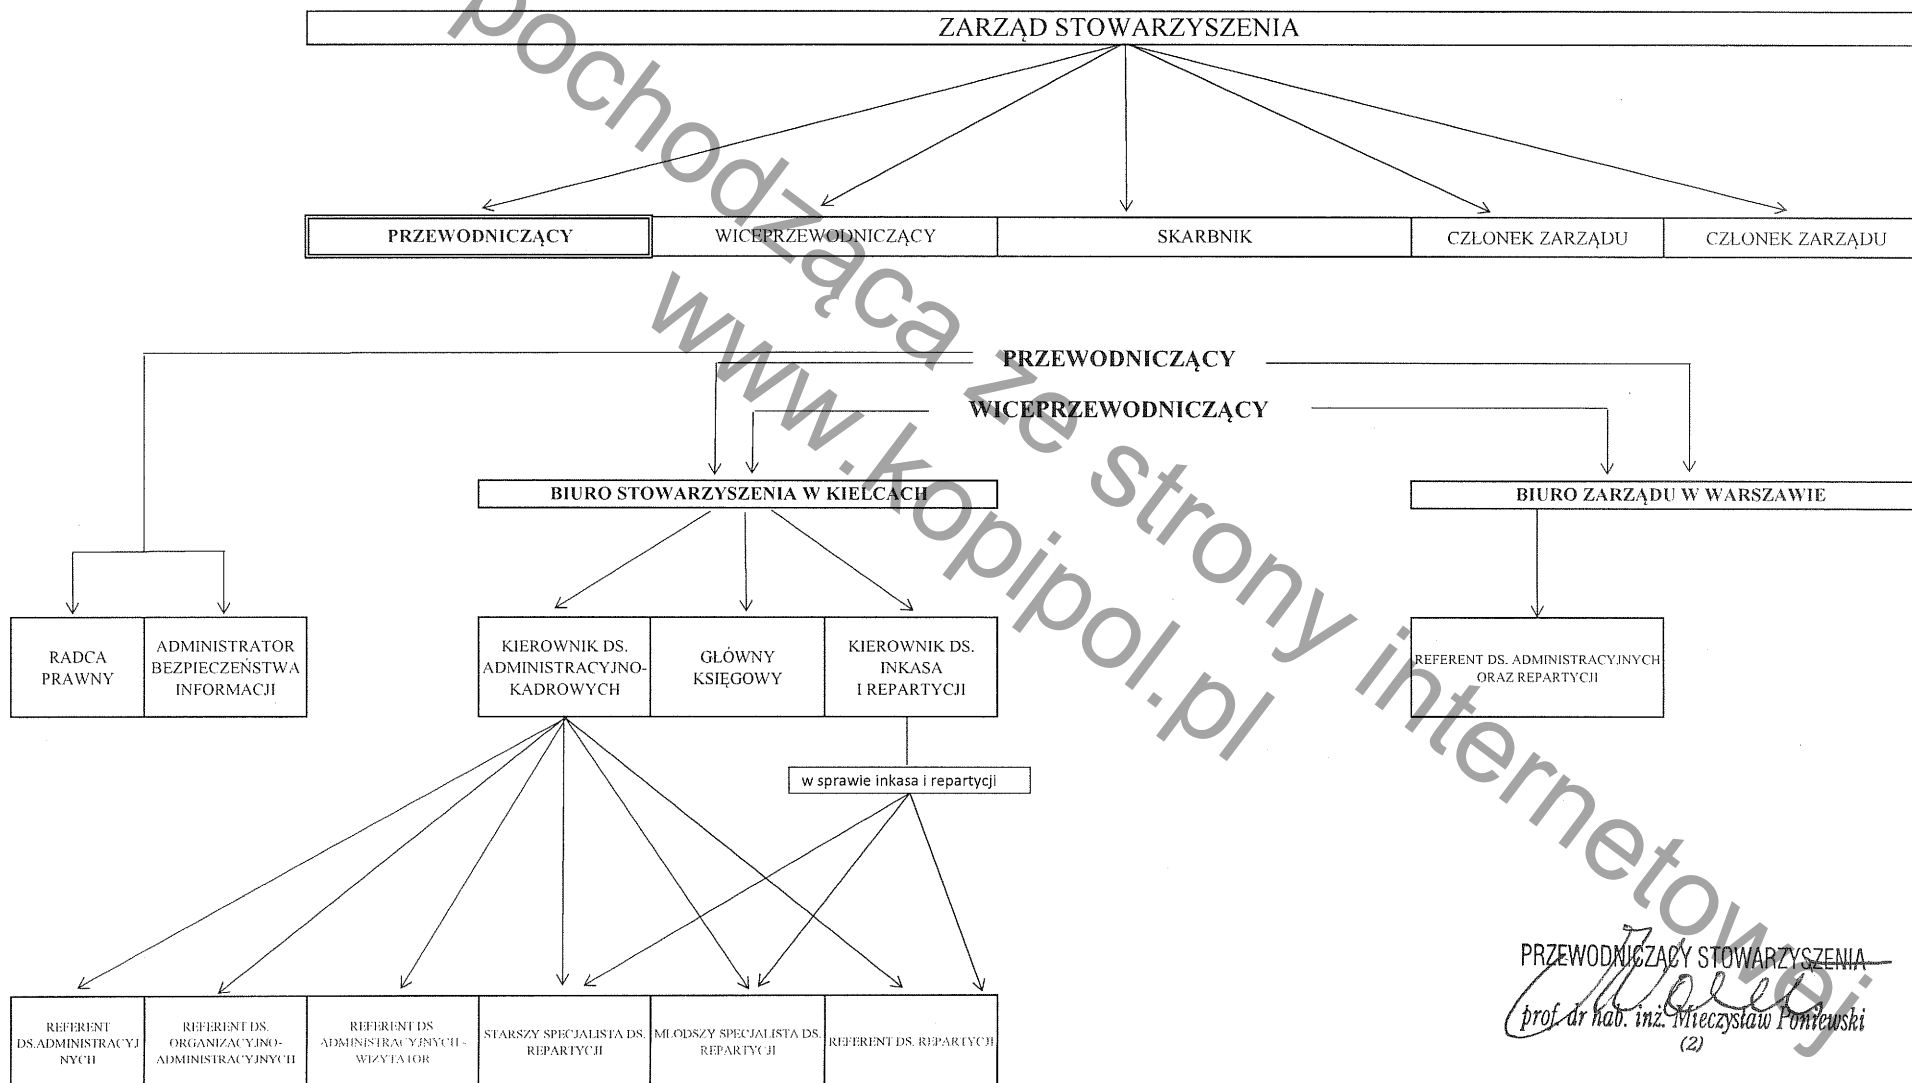 ZARZĄD STOWARZYSZENIA
PRZEWODNICZĄCY
WICEPRZEWODNICZĄCY
SKARBNIK
CZŁONEK ZARZĄDU
CZŁONEK ZARZĄDU
PRZEWODNICZĄCY
WICEPRZEWODNICZĄCY
BIURO STOWARZYSZENIA W KIELCACH
BIURO ZARZĄDU W WARSZAWIE
RADCA
PRAWNY
ADMINISTRATOR
BEZPIECZEŃSTWA
INFORMACJI
KIEROWNIK DS.
ADMINISTRACYJNO-
KADROWYCH
GŁÓWNY
KSIĘGOWY
KIEROWNIK DS.
INKASA
I REPARTYCJI
REFERENT DS. ADMINISTRACYJNYCH
ORAZ REPARTYCJI
w sprawie inkasa i repartycji
REFERENT
DS.ADMINISTRACYJ
NYCH
REFERENT DS.
ORGANIZACYJNO-
ADMINISTRACYJNYCH
REFERENT DS
ADMINISTRACYJNYCH -
WIZYTATOR
STARSZY SPECJALISTA DS.
REPARTYCJI
MŁODSZY SPECJALISTA DS.
REPARTYCJI
REFERENT DS. REPARTYCJI
PRZEWODNICZĄCY STOWARZYSZENIA
prof. dr hab. inż. Mieczysław Poniewski
(2)
pochodząca ze strony internetowej
www.kopipol.pl